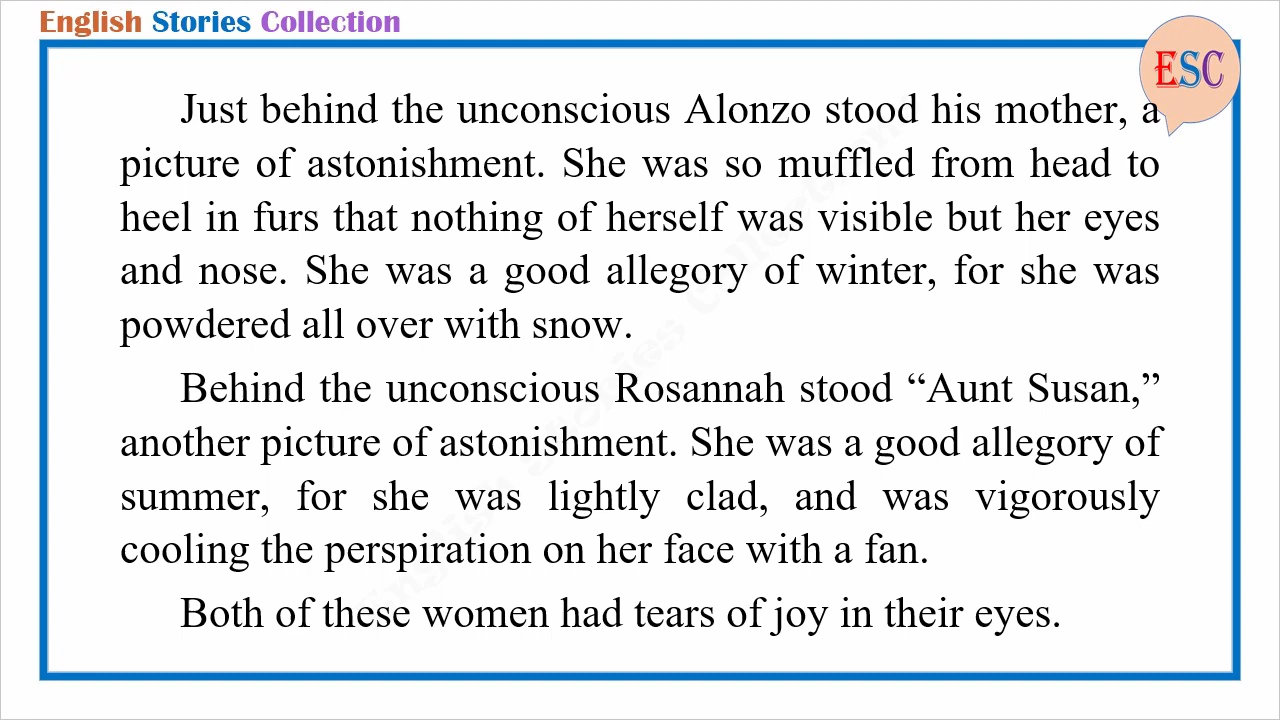 English Stories Collection
ESC
Just behind the unconscious Alonzo stood his mother, a
picture of astonishment. She was so muffled from head to
heel in furs that nothing of herself was visible but her eyes
and nose. She was a good allegory of winter, for she was
powdered all over with snow.
Behind the unconscious Rosannah stood “Aunt Susan,”
another picture of astonishment. She was a good allegory of
summer, for she was lightly clad, and was vigorously
cooling the perspiration on her face with a fan.
Both of these women had tears of joy in their eyes.
English Stories Collection